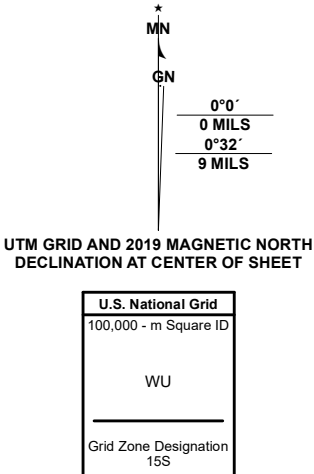 ★
MN
GN
0°0´
0 MILS
0°32´
9 MILS
UTM GRID AND 2019 MAGNETIC NORTH
DECLINATION AT CENTER OF SHEET
U.S. National Grid
100,000 - m Square ID
WU
Grid Zone Designation
15S